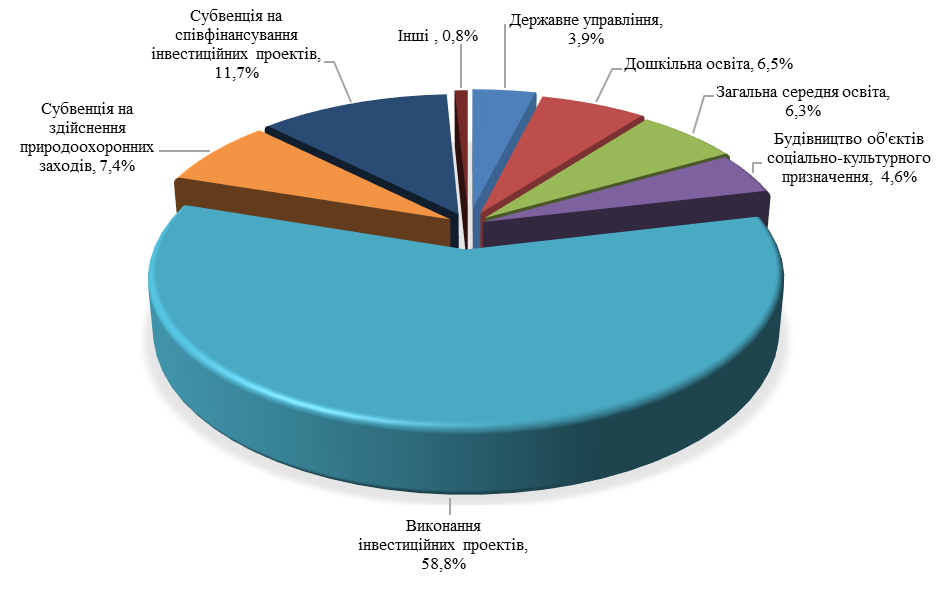 Субвенція на
співфінансування
інвестиційних проектів,
11,7%
Інші , 0,8%
Державне управління,
3,9%
Дошкільна освіта, 6,5%
Загальна середня освіта,
6,3%
Будівництво об'єктів
соціально-культурного
призначення, 4,6%
Субвенція на
здійснення
природоохоронних
заходів, 7,4%
Виконання
інвестиційних проектів,
58,8%